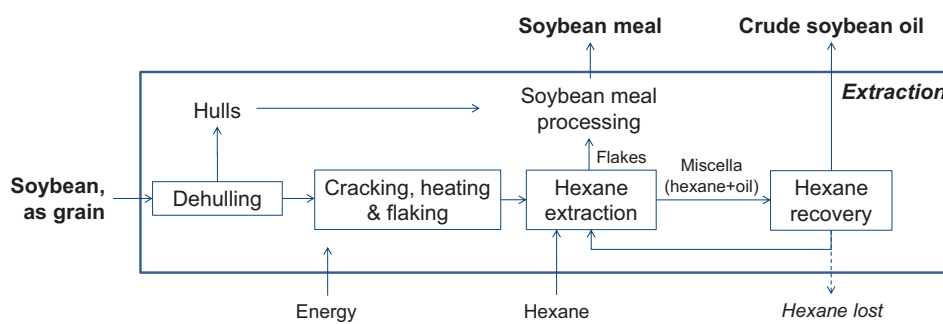 Soybean meal
Crude soybean oil
Extraction
Hulls
Soybean meal
processing
Flakes
Miscella
(hexane+oil)
Soybean,
as grain
Dehulling
Cracking, heating
& flaking
Hexane
extraction
Hexane
recovery
Energy
Hexane
Hexane lost